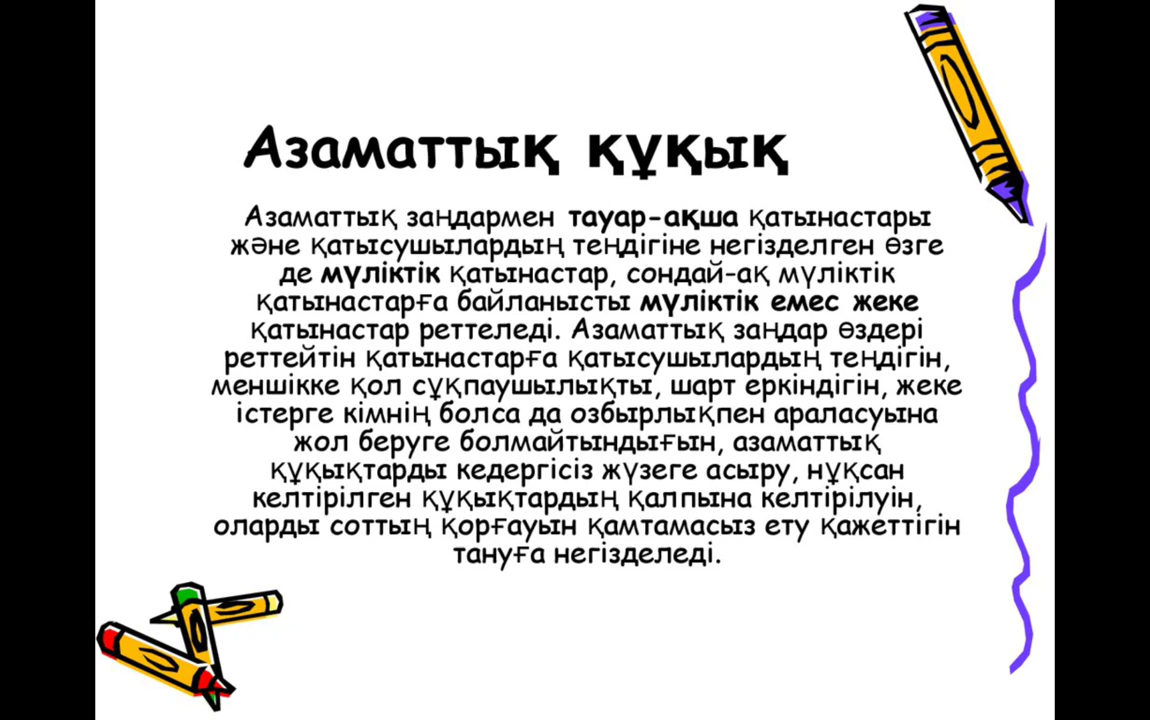 Азаматтық құқық
Азаматтық заңдармен тауар-ақша қатынастары
және қатысушылардың теңдігіне негізделген өзге
де мүліктік қатынастар, сондай-ақ мүліктік
қатынастарға байланысты мүліктік емес жеке
қатынастар реттеледі. Азаматтық заңдар өздері
реттейтін қатынастарға қатысушылардың теңдігін,
меншікке қол сұқпаушылықты, шарт еркіндігін, жеке
істерге кімнің болса да озбырлықпен араласуына
жол беруге болмайтындығын, азаматтық
құқықтарды кедергісіз жүзеге асыру, нұқсан
келтірілген құқықтардың қалпына келтірілуін,
оларды соттың қорғауын қамтамасыз ету қажеттігін
тануға негізделеді.